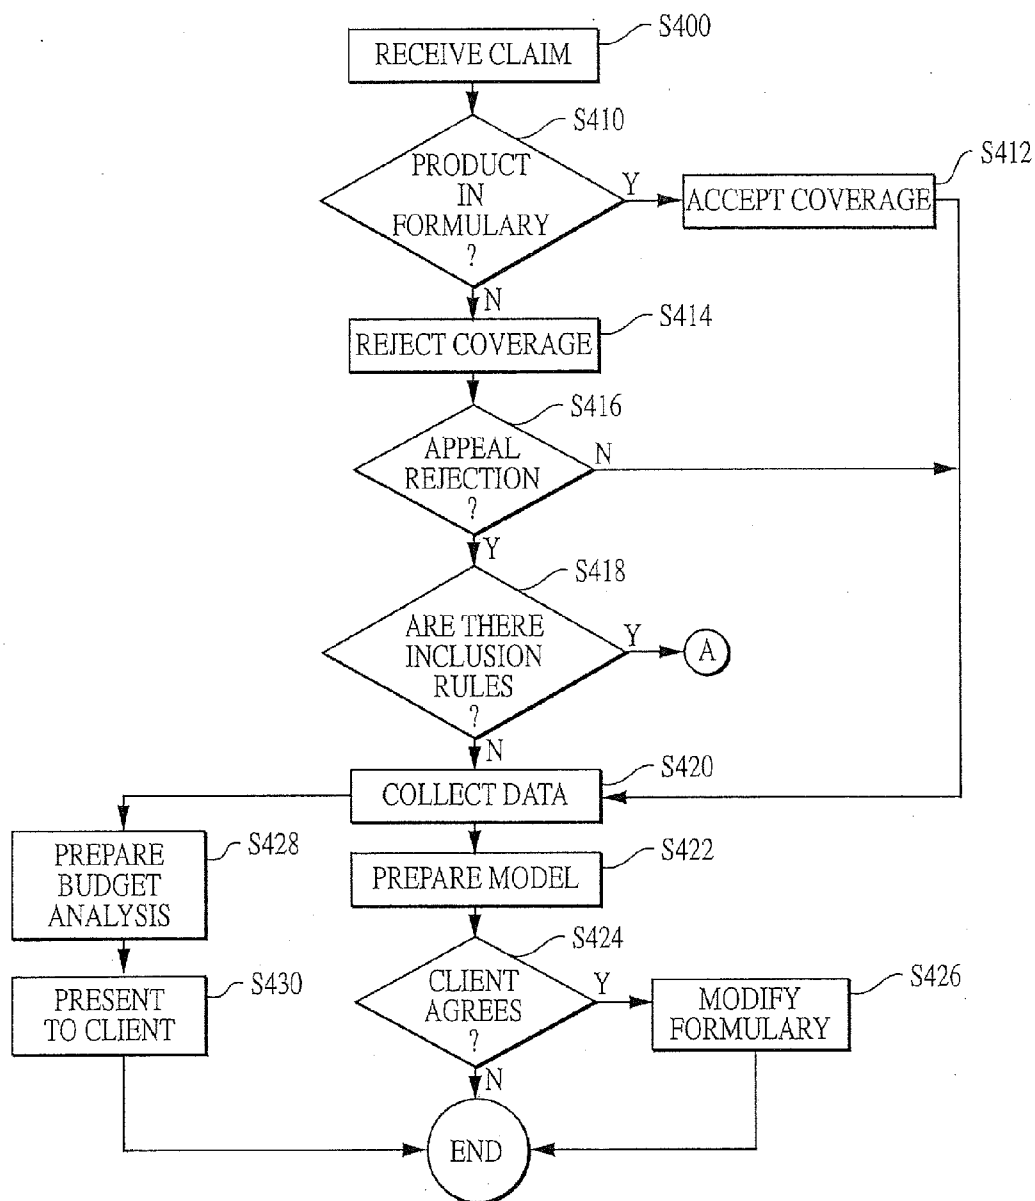 S400
RECEIVE CLAIM
S410
PRODUCT
IN
FORMULARY
?
Y
S412
ACCEPT COVERAGE
N
S414
REJECT COVERAGE
S416
APPEAL
REJECTION
?
N
Y
S418
ARE THERE
INCLUSION
RULES
?
Y
A
N
S420
COLLECT DATA
S428
PREPARE
BUDGET
ANALYSIS
S422
PREPARE MODEL
S424
CLIENT
AGREES
?
Y
S426
MODIFY
FORMULARY
S430
PRESENT
TO CLIENT
N
END